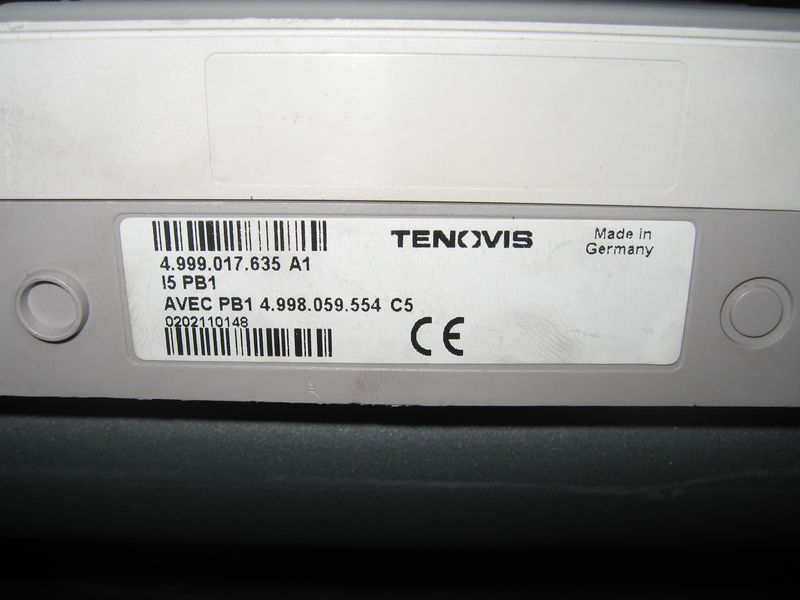 TENOVIS
Made in
Germany
4.999.017.635 A1
I5 PB1
AVEC PB1 4.998.059.554 C5
0202110148
CE